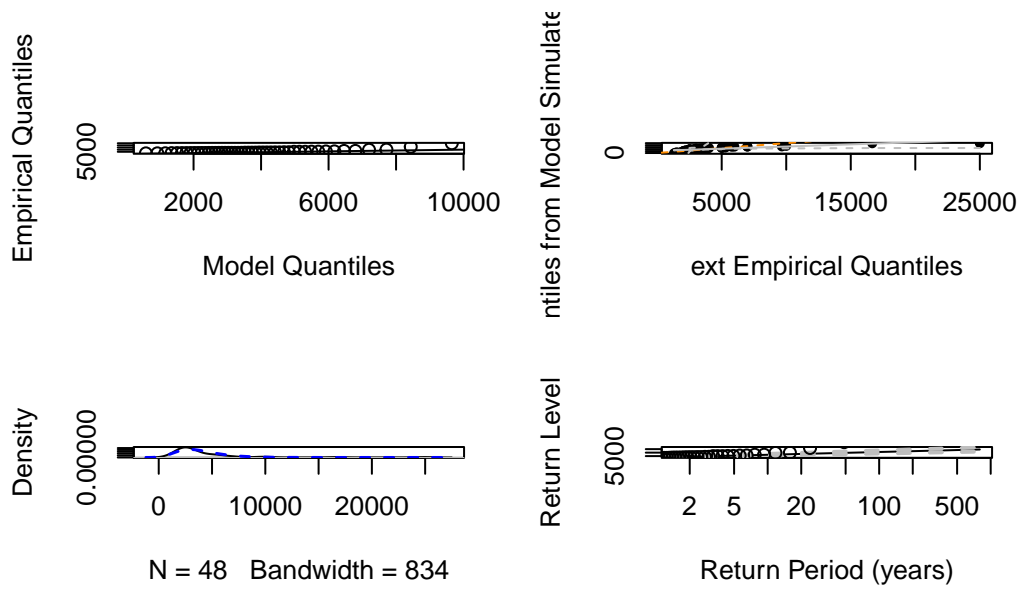 Empirical Quantiles
5000
2000 6000 10000
Model Quantiles
ntiles from Model Simulate
0
5000 15000 25000
ext Empirical Quantiles
Density
0.00000
0 10000 20000
N = 48 Bandwidth = 834
Return Level
5000
2 5 20 100 500
Return Period (years)